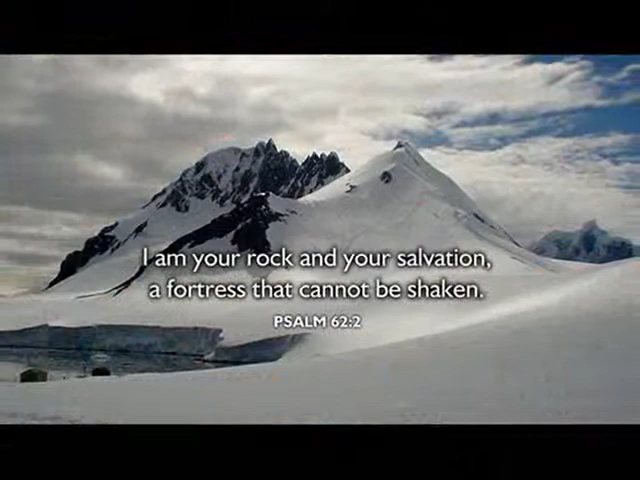 I am your rock and your salvation,
a fortress that cannot be shaken.
PSALM 62:2